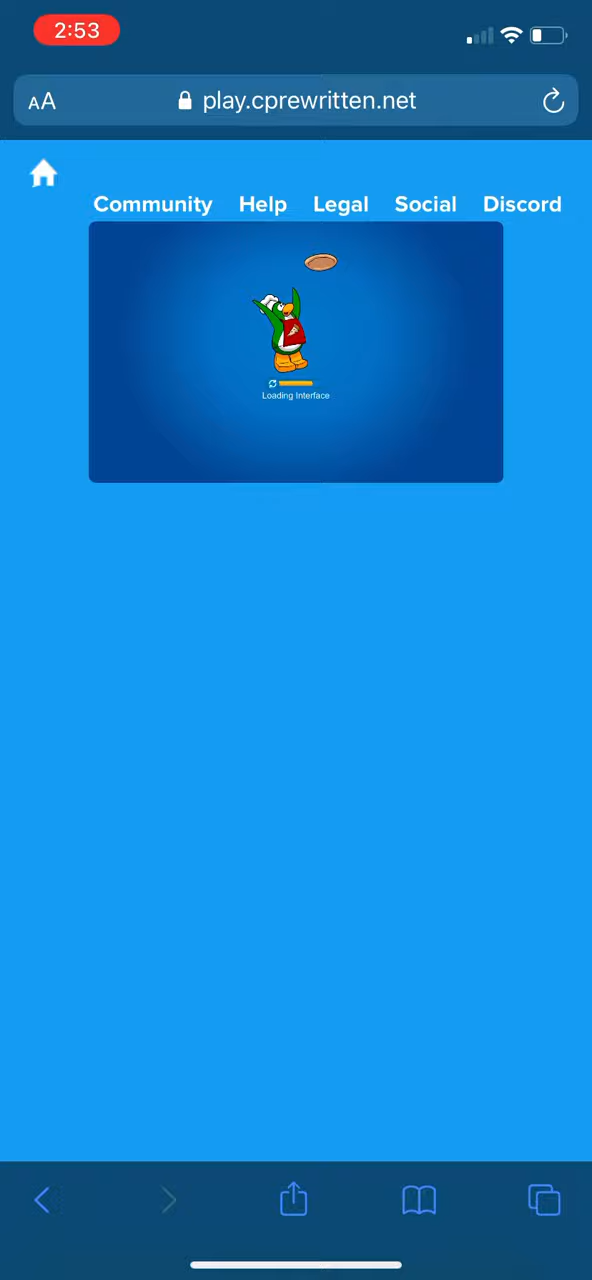 2:53
AA play.cprewritten.net
Community Help Legal Social Discord
Loading Interface